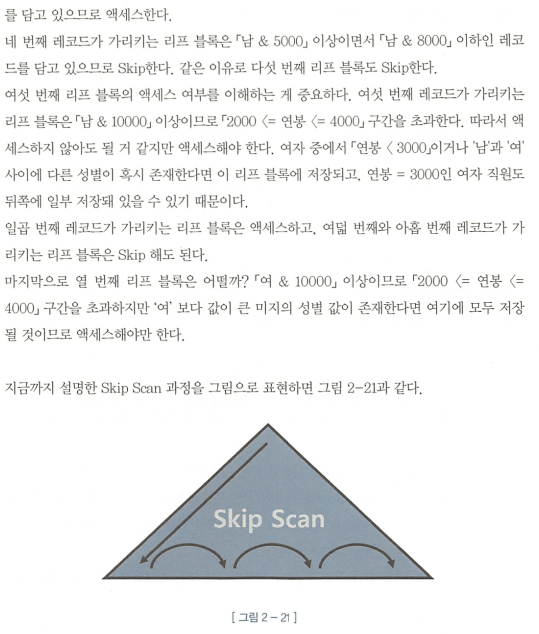 를 담고 있으므로 액세스한다.
네 번째 레코드가 가리키는 리프 블록은 「남 & 5000」 이상이면서 「남 & 8000」 이하인 레코
드를 담고 있으므로 Skip한다. 같은 이유로 다섯 번째 리프 블록도 Skip한다.
여섯 번째 리프 블록의 액세스 여부를 이해하는 게 중요하다. 여섯 번째 레코드가 가리키는
리프 블록은 「남 & 10000」 이상이므로 「2000 <= 연봉 <= 4000」 구간을 초과한다. 따라서 액
세스하지 않아도 될 거 같지만 액세스해야 한다. 여자 중에서 「연봉 < 3000」이거나 '남'과 '여'
사이에 다른 성별이 혹시 존재한다면 이 리프 블록에 저장되고, 연봉 = 3000인 여자 직원도
뒤쪽에 일부 저장돼 있을 수 있기 때문이다.
일곱 번째 레코드가 가리키는 리프 블록은 액세스하고, 여덟 번째와 아홉 번째 레코드가 가
리키는 리프 블록은 Skip 해도 된다.
마지막으로 열 번째 리프 블록은 어떨까? 「여 & 10000」 이상이므로 「2000 <= 연봉 <=
4000」 구간을 초과하지만 '여' 보다 값이 큰 미지의 성별 값이 존재한다면 여기에 모두 저장
될 것이므로 액세스해야만 한다.
지금까지 설명한 Skip Scan 과정을 그림으로 표현하면 그림 2-21과 같다.
Skip Scan
[ 그림 2 - 21 ]